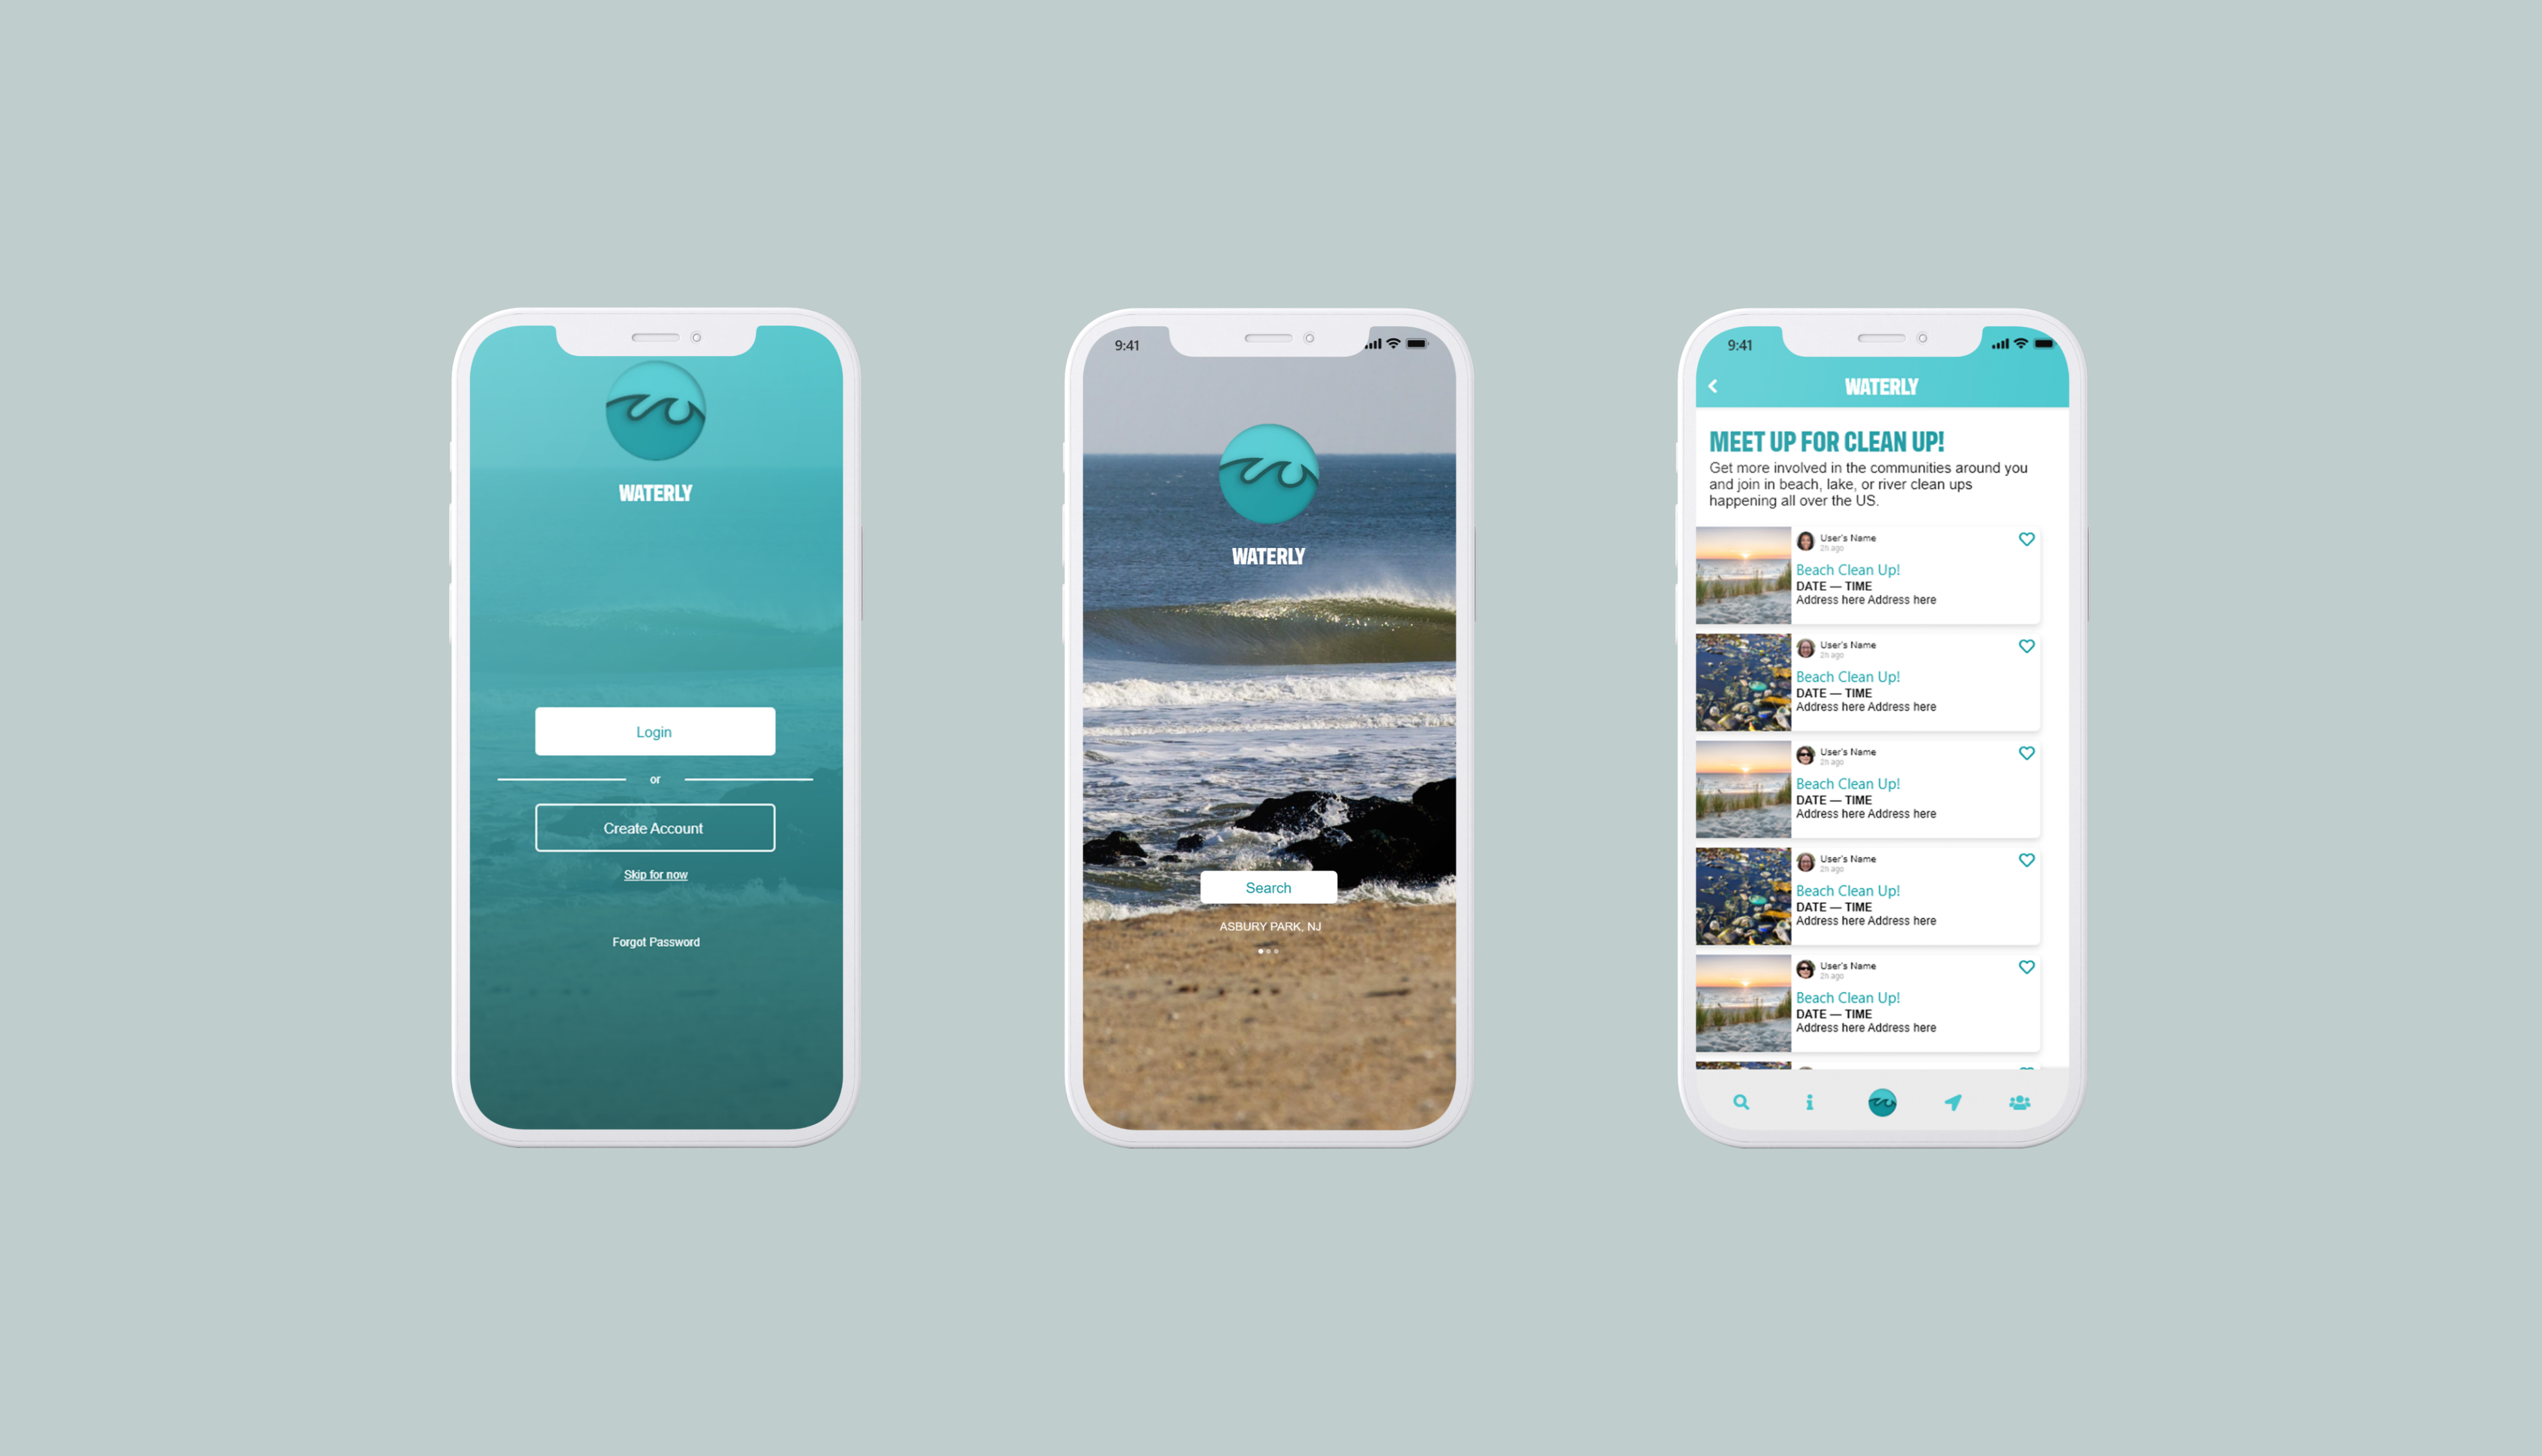 WATERLY
Login
or
Create Account
Skip for now
Forgot Password
9:41
WATERLY
Search
ASBURY PARK, NJ
9:41
WATERLY
MEET UP FOR CLEAN UP!
Get more involved in the communities around you
and join in beach, lake, or river clean ups
happening all over the US.
User's Name
2h ago
Beach Clean Up!
DATE — TIME
Address here Address here
User's Name
2h ago
Beach Clean Up!
DATE — TIME
Address here Address here
User's Name
2h ago
Beach Clean Up!
DATE — TIME
Address here Address here
User's Name
2h ago
Beach Clean Up!
DATE — TIME
Address here Address here
User's Name
2h ago
Beach Clean Up!
DATE — TIME
Address here Address here